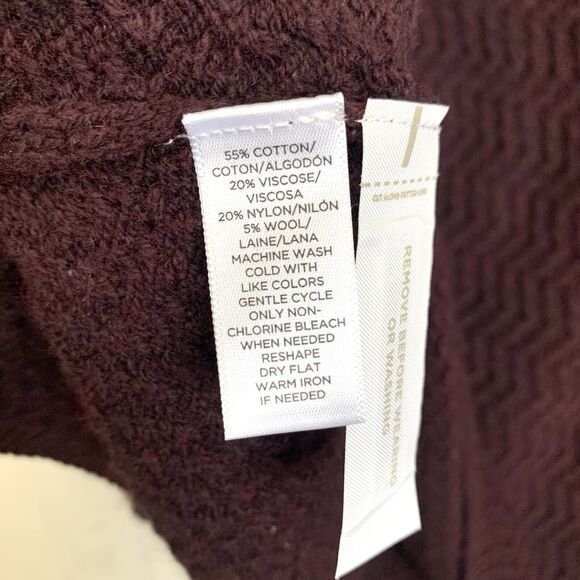 55% COTTON/
COTON/ALGODÓN
20% VISCOSE/
VISCOSA
20% NYLON/NILÓN
5% WOOL/
LAINE/LANA
MACHINE WASH
COLD WITH
LIKE COLORS
GENTLE CYCLE
ONLY NON-
CHLORINE BLEACH
WHEN NEEDED
RESHAPE
DRY FLAT
WARM IRON
IF NEEDED
REMOVE BEFORE WEARING
OR WASHING